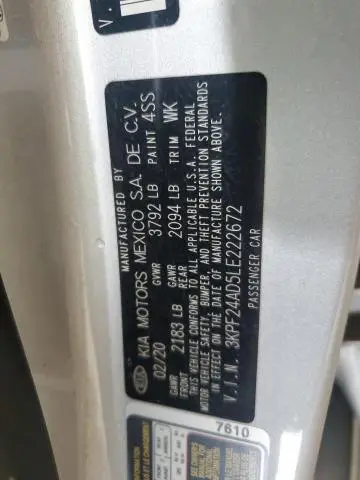 MANUFACTURED BY
KIA KIA MOTORS MEXICO S.A. DE C.V.
02/20 GVWR 3792 LB PAINT 4SS
GAWR FRONT 2183 LB GAWR REAR 2094 LB TRIM WK
THIS VEHICLE CONFORMS TO ALL APPLICABLE U.S.A. FEDERAL
MOTOR VEHICLE SAFETY, BUMPER, AND THEFT PREVENTION STANDARDS
IN EFFECT ON THE DATE OF MANUFACTURE SHOWN ABOVE.
V.I.N. 3KPF24AD5LE222672
PASSENGER CAR
7610